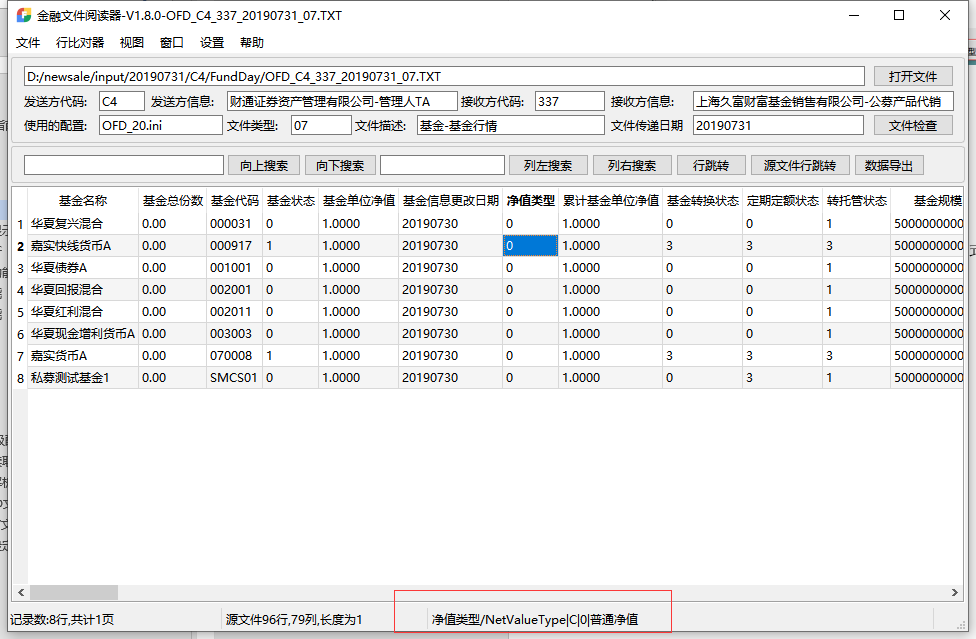 金融文件阅读器-V1.8.0-OFD_C4_337_20190731_07.TXT
文件 行比对器 视图 窗口 设置 帮助
D:/newsale/input/20190731/C4/FundDay/OFD_C4_337_20190731_07.TXT 打开文件
发送方代码: C4 发送方信息: 财通证券资产管理有限公司-管理人TA 接收方代码: 337 接收方信息: 上海久富财富基金销售有限公司-公募产品代销
使用的配置: OFD_20.ini 文件类型: 07 文件描述: 基金-基金行情 文件传递日期 20190731 文件检查
向上搜索 向下搜索 列左搜索 列右搜索 行跳转 源文件行跳转 数据导出
基金名称 基金总份数 基金代码 基金状态 基金单位净值 基金信息更改日期 净值类型 累计基金单位净值 基金转换状态 定期定额状态 转托管状态 基金规模
1 华夏复兴混合 0.00 000031 0 1.0000 20190730 0 1.0000 0 0 1 5000000000
2 嘉实快线货币A 0.00 000917 1 1.0000 20190730 0 1.0000 3 3 3 5000000000
3 华夏债券A 0.00 001001 0 1.0000 20190730 0 1.0000 0 0 1 5000000000
4 华夏回报混合 0.00 002001 0 1.0000 20190730 0 1.0000 0 0 1 5000000000
5 华夏红利混合 0.00 002011 0 1.0000 20190730 0 1.0000 0 0 1 5000000000
6 华夏现金增利货币A 0.00 003003 0 1.0000 20190730 0 1.0000 0 0 1 5000000000
7 嘉实货币A 0.00 070008 1 1.0000 20190730 0 1.0000 3 3 3 5000000000
8 私募测试基金1 0.00 SMCS01 0 1.0000 20190730 0 1.0000 0 3 1 5000000000
记录数:8行,共计1页 源文件96行,79列,长度为1 净值类型/NetValueType|C|0|普通净值